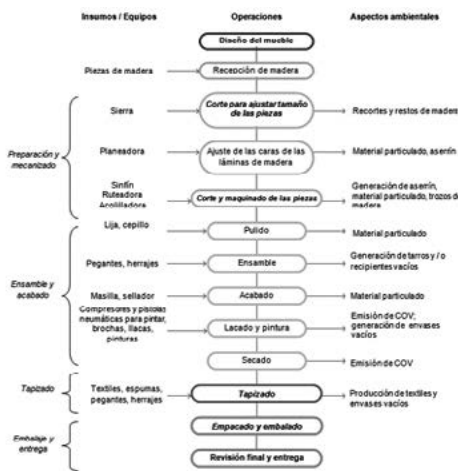 Insumos / Equipos
Operaciones
Aspectos ambientales
Diseño del mueble
Piezas de madera
Recepción de madera
Preparación y
mecanizado
Sierra
Corte para ajustar tamaño
de las piezas
Recortes y restos de madera
Planeadora
Ajuste de las caras de las
láminas de madera
Material particulado, aserrín
Sinfín
Ruteadora
Acolilladora
Corte y maquinado de las piezas
Generación de aserrín,
material particulado, trozos de
madera
Ensamble y
acabado
Lija, cepillo
Pulido
Material particulado
Pegantes, herrajes
Ensamble
Generación de tarros y / o
recipientes vacíos
Masilla, sellador
Acabado
Material particulado
Compresores y pistolas
neumáticas para pintar,
brochas, llacas,
pinturas
Lacado y pintura
Emisión de COV;
generación de envases
vacíos
Secado
Emisión de COV
Tapizado
Textiles, espumas,
pegantes, herrajes
Tapizado
Producción de textiles y
envases vacíos
Embalaje y
entrega
Empacado y embalado
Revisión final y entrega